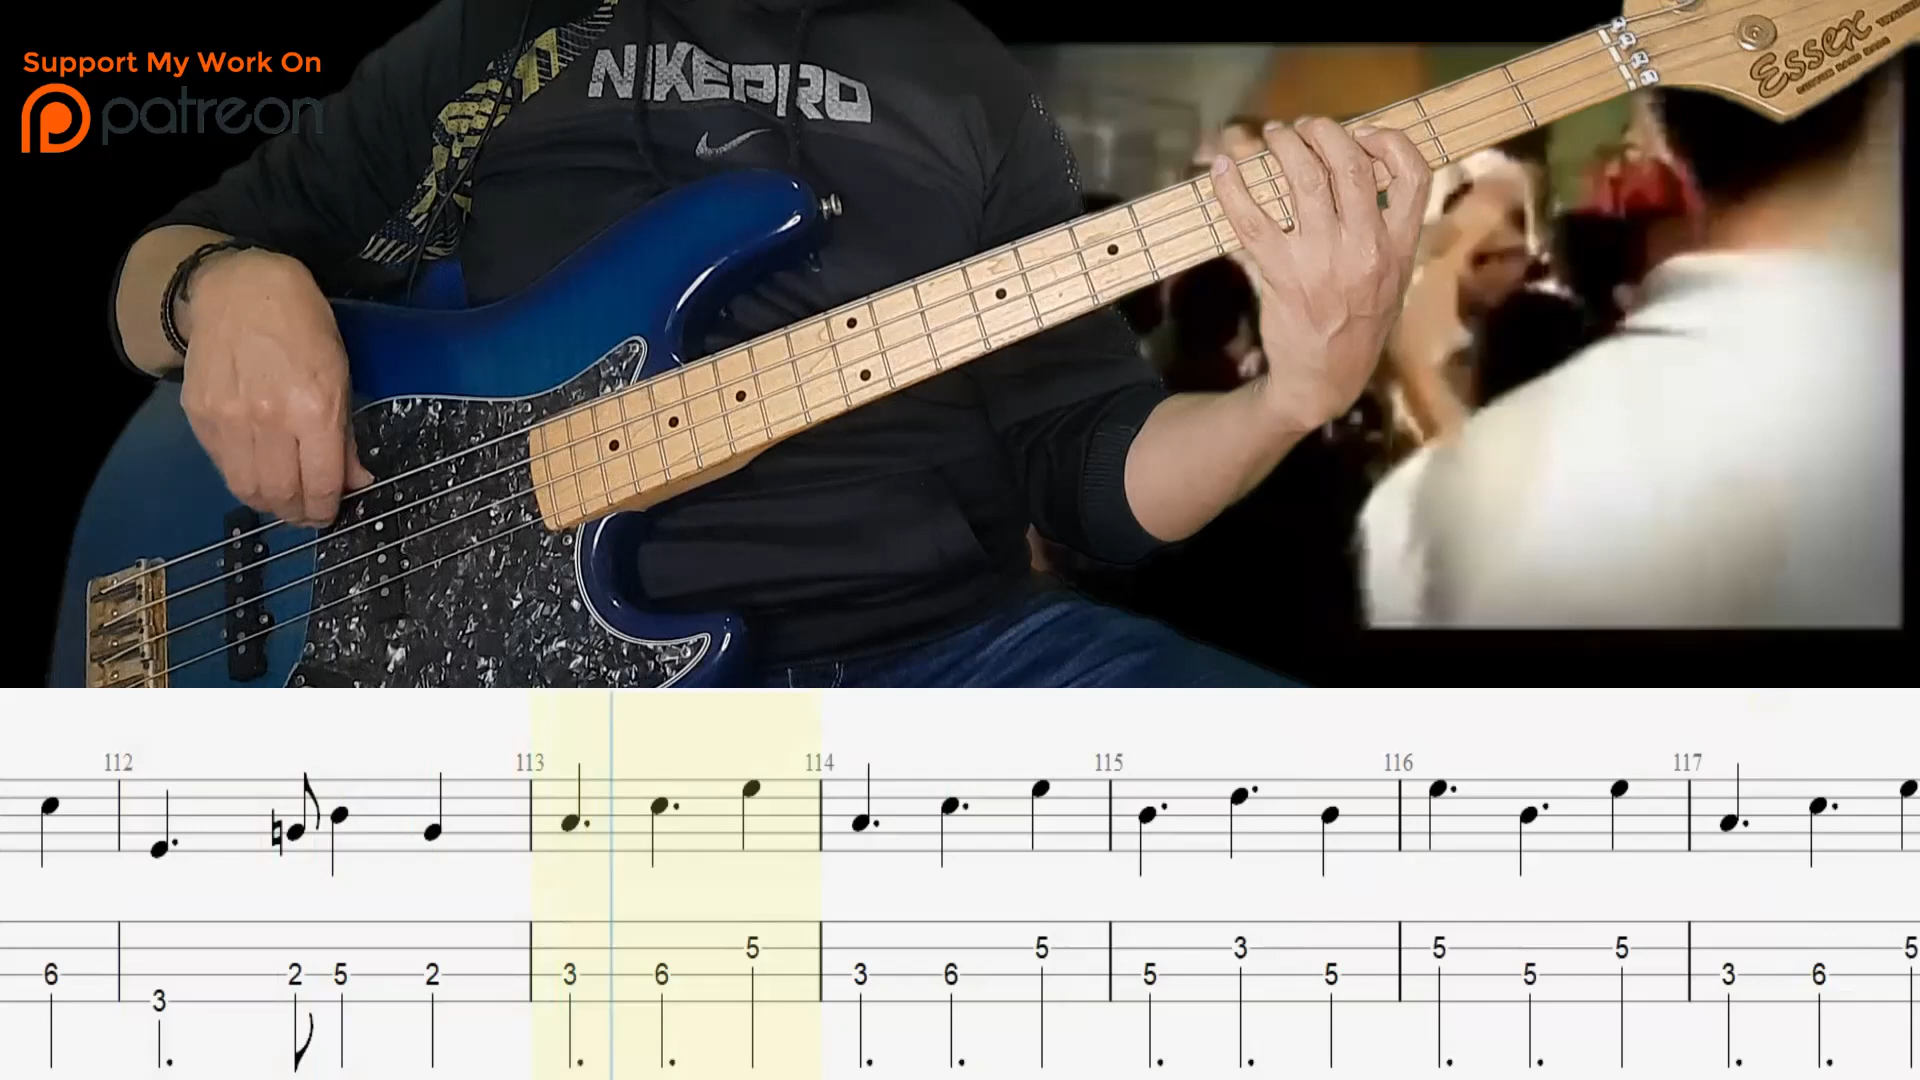 Support My Work On
patreon
NIKEPRO
Essex
112 113 114 115 116 117
5 5 3 5 5 5
6 2 5 2 3 6 3 6 5 5 5 3 6
3